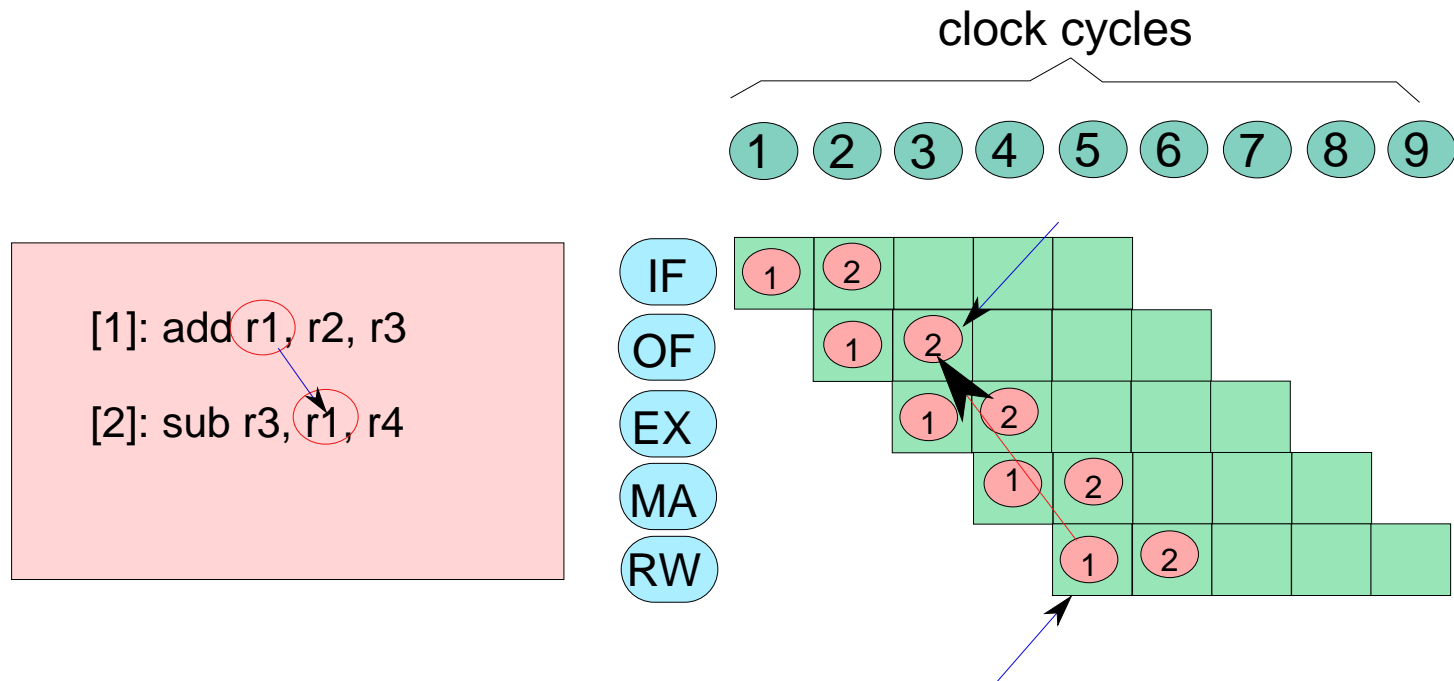 clock cycles
1 2 3 4 5 6 7 8 9
[1]: add r1, r2, r3
[2]: sub r3, r1, r4
IF 1 2
OF 1 2
EX 1 2
MA 1 2
RW 1 2